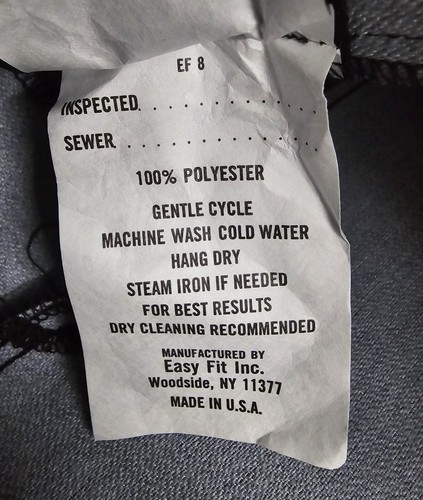 EF 8
INSPECTED. . . . . . . . . . . . . . .
SEWER. . . . . . . . . . . . . . . . .
100% POLYESTER
GENTLE CYCLE
MACHINE WASH COLD WATER
HANG DRY
STEAM IRON IF NEEDED
FOR BEST RESULTS
DRY CLEANING RECOMMENDED
MANUFACTURED BY
Easy Fit Inc.
Woodside, NY 11377
MADE IN U.S.A.